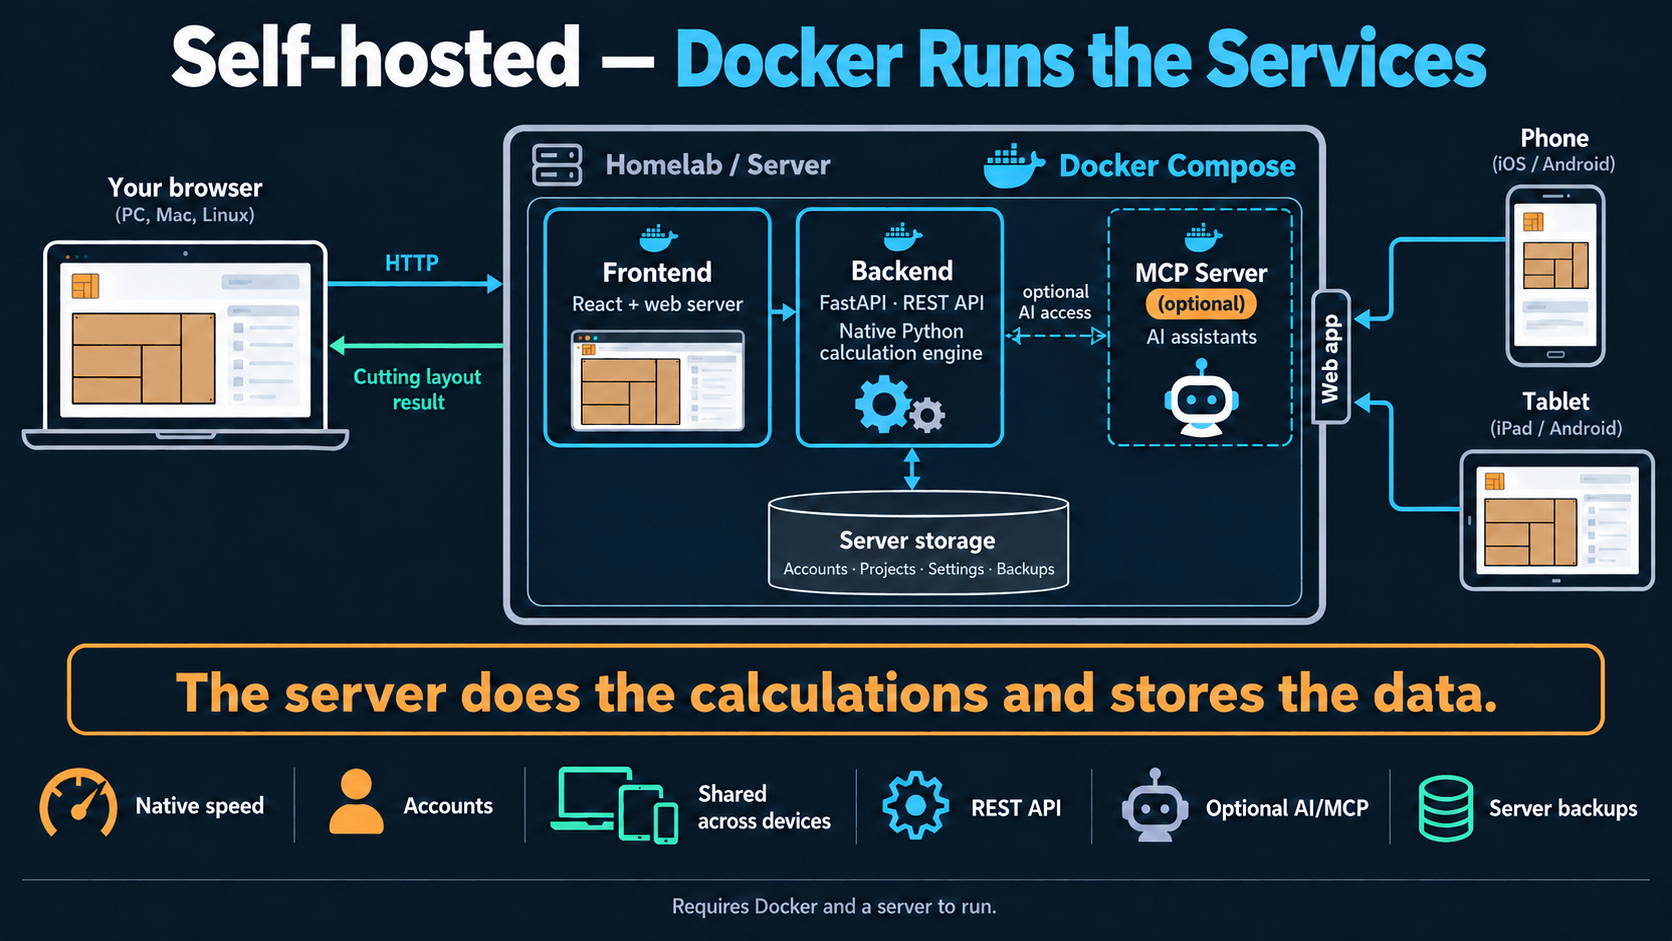 Self-hosted — Docker Runs the Services
Your browser
(PC, Mac, Linux)
HTTP
Cutting layout
result
Homelab / Server
Docker Compose
Frontend
React + web server
Backend
FastAPI · REST API
Native Python
calculation engine
optional
AI access
MCP Server
(optional)
AI assistants
Server storage
Accounts · Projects · Settings · Backups
Web app
Phone
(iOS / Android)
Tablet
(iPad / Android)
The server does the calculations and stores the data.
Native speed
Accounts
Shared
across devices
REST API
Optional AI/MCP
Server backups
Requires Docker and a server to run.